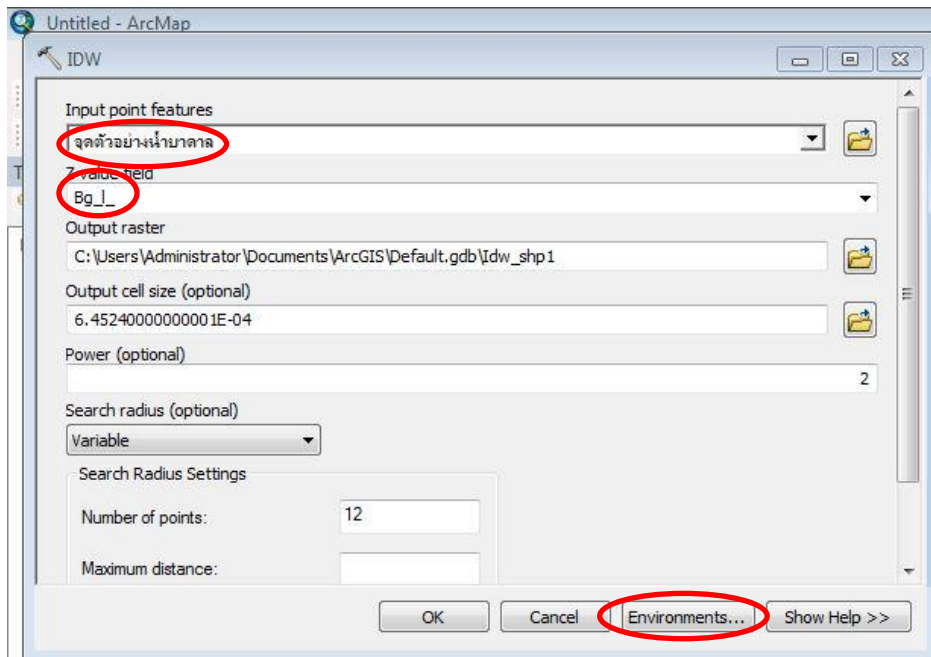 Untitled - ArcMap
IDW
Input point features
จุดตัวอย่างน้ำบาดาล
Z value field
Bg_l_
Output raster
C:\Users\Administrator\Documents\ArcGIS\Default.gdb\Idw_shp1
Output cell size (optional)
6.45240000000001E-04
Power (optional)
2
Search radius (optional)
Variable
Search Radius Settings
Number of points:
12
Maximum distance:
OK
Cancel
Environments...
Show Help >>